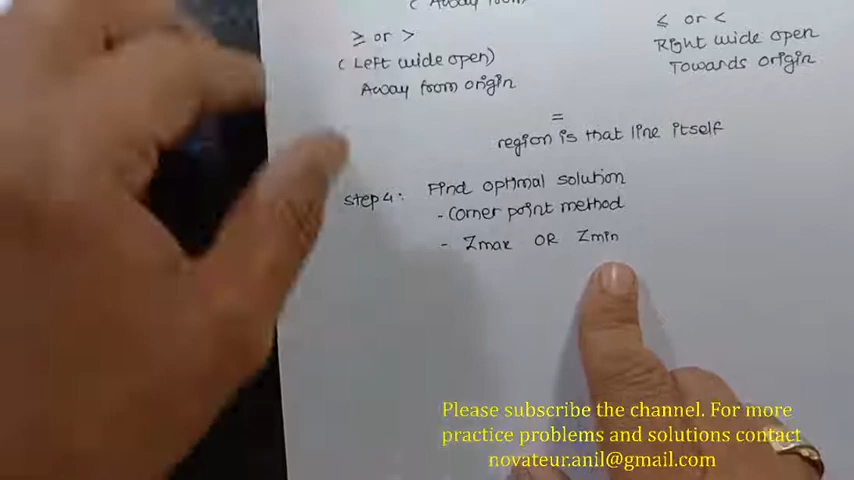 ( Away from
≥ or >
( Left wide open)
Away from origin
≤ or <
Right wide open
Towards origin
=
region is that line itself
Step 4: Find optimal solution
- Corner point method
- Zmax OR Zmin
Please subscribe the channel. For more
practice problems and solutions contact
novateur.anil@gmail.com